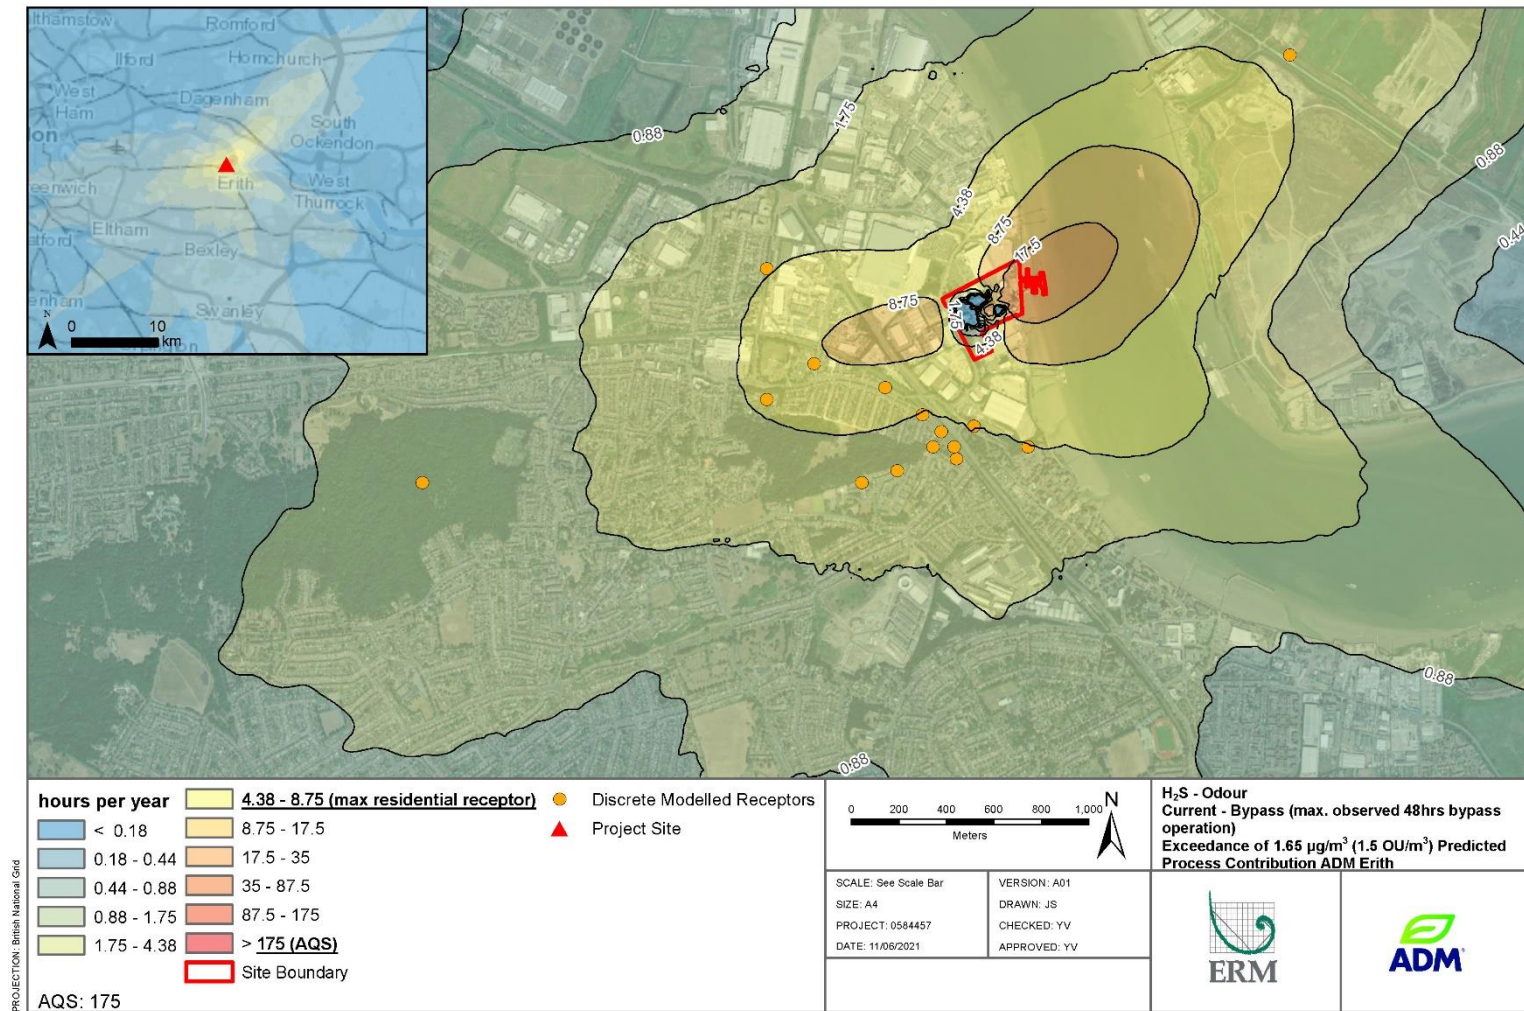 lthamstow
Romford
Ilford
Hornchurch
West
Ham
Dagenham
South
Ockendon
don
Erith
eenwich
West
Thurrock
Eltham
Bexley
atford
enham
Swanley
N
0 10
km
0.88
1.75
4.38
8.75
17.5
8.75
1.75
4.38
0.88
0.44
0.88
0.88
PROJECTION: British National Grid
hours per year
< 0.18
0.18 - 0.44
0.44 - 0.88
0.88 - 1.75
1.75 - 4.38
4.38 - 8.75 (max residential receptor)
8.75 - 17.5
17.5 - 35
35 - 87.5
87.5 - 175
> 175 (AQS)
Site Boundary
AQS: 175
Discrete Modelled Receptors
Project Site
0 200 400 600 800 1,000
Meters
N
SCALE: See Scale Bar
SIZE: A4
PROJECT: 0584457
DATE: 11/06/2021
VERSION: A01
DRAWN: JS
CHECKED: YV
APPROVED: YV
H₂S - Odour
Current - Bypass (max. observed 48hrs bypass
operation)
Exceedance of 1.65 µg/m³ (1.5 OU/m³) Predicted
Process Contribution ADM Erith
ERM
ADM